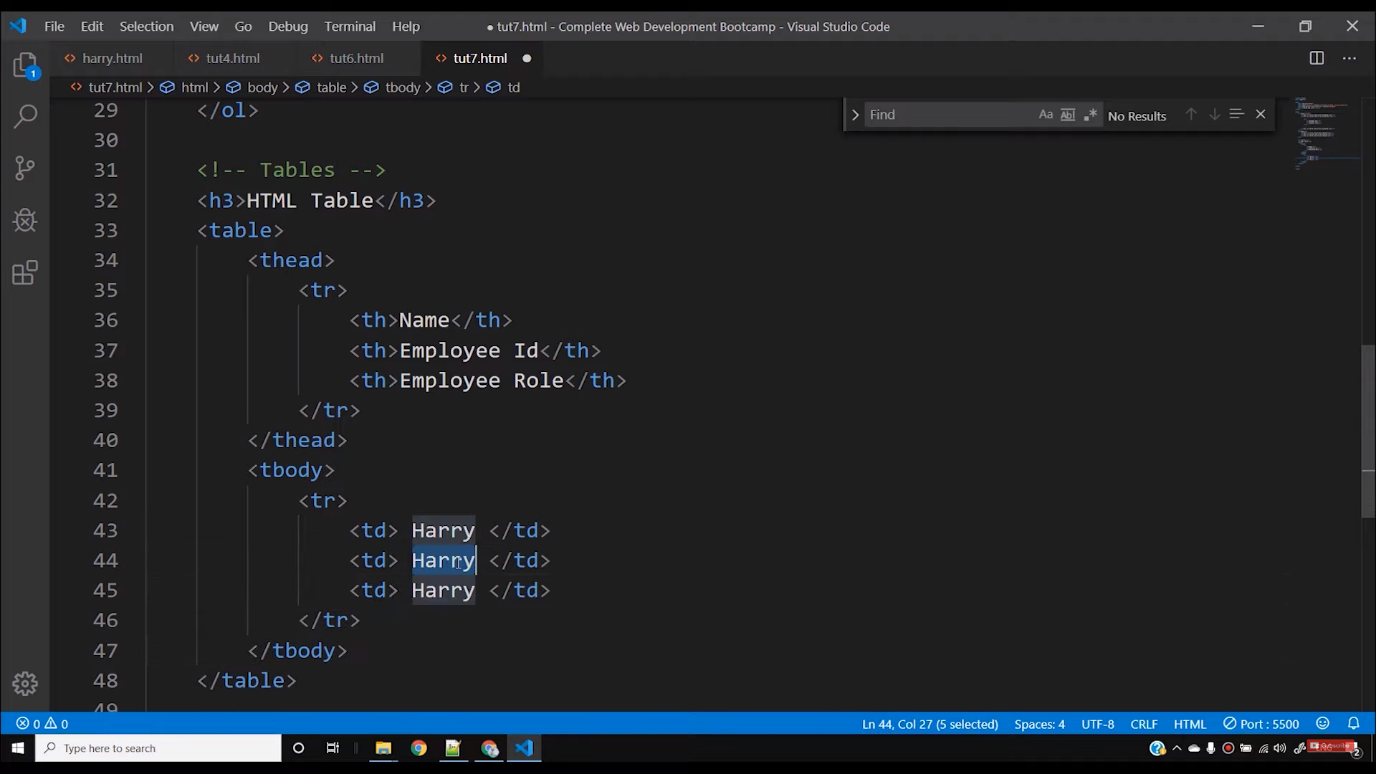 File Edit Selection View Go Debug Terminal Help ● tut7.html - Complete Web Development Bootcamp - Visual Studio Code
harry.html tut4.html tut6.html tut7.html
tut7.html > html > body > table > tbody > tr > td
Find Aa Abl .* No Results
1
29 </ol>
30
31 <!-- Tables -->
32 <h3>HTML Table</h3>
33 <table>
34 <thead>
35 <tr>
36 <th>Name</th>
37 <th>Employee Id</th>
38 <th>Employee Role</th>
39 </tr>
40 </thead>
41 <tbody>
42 <tr>
43 <td> Harry </td>
44 <td> Harry </td>
45 <td> Harry </td>
46 </tr>
47 </tbody>
48 </table>
49
0 0 Ln 44, Col 27 (5 selected) Spaces: 4 UTF-8 CRLF HTML Port : 5500
Type here to search 2